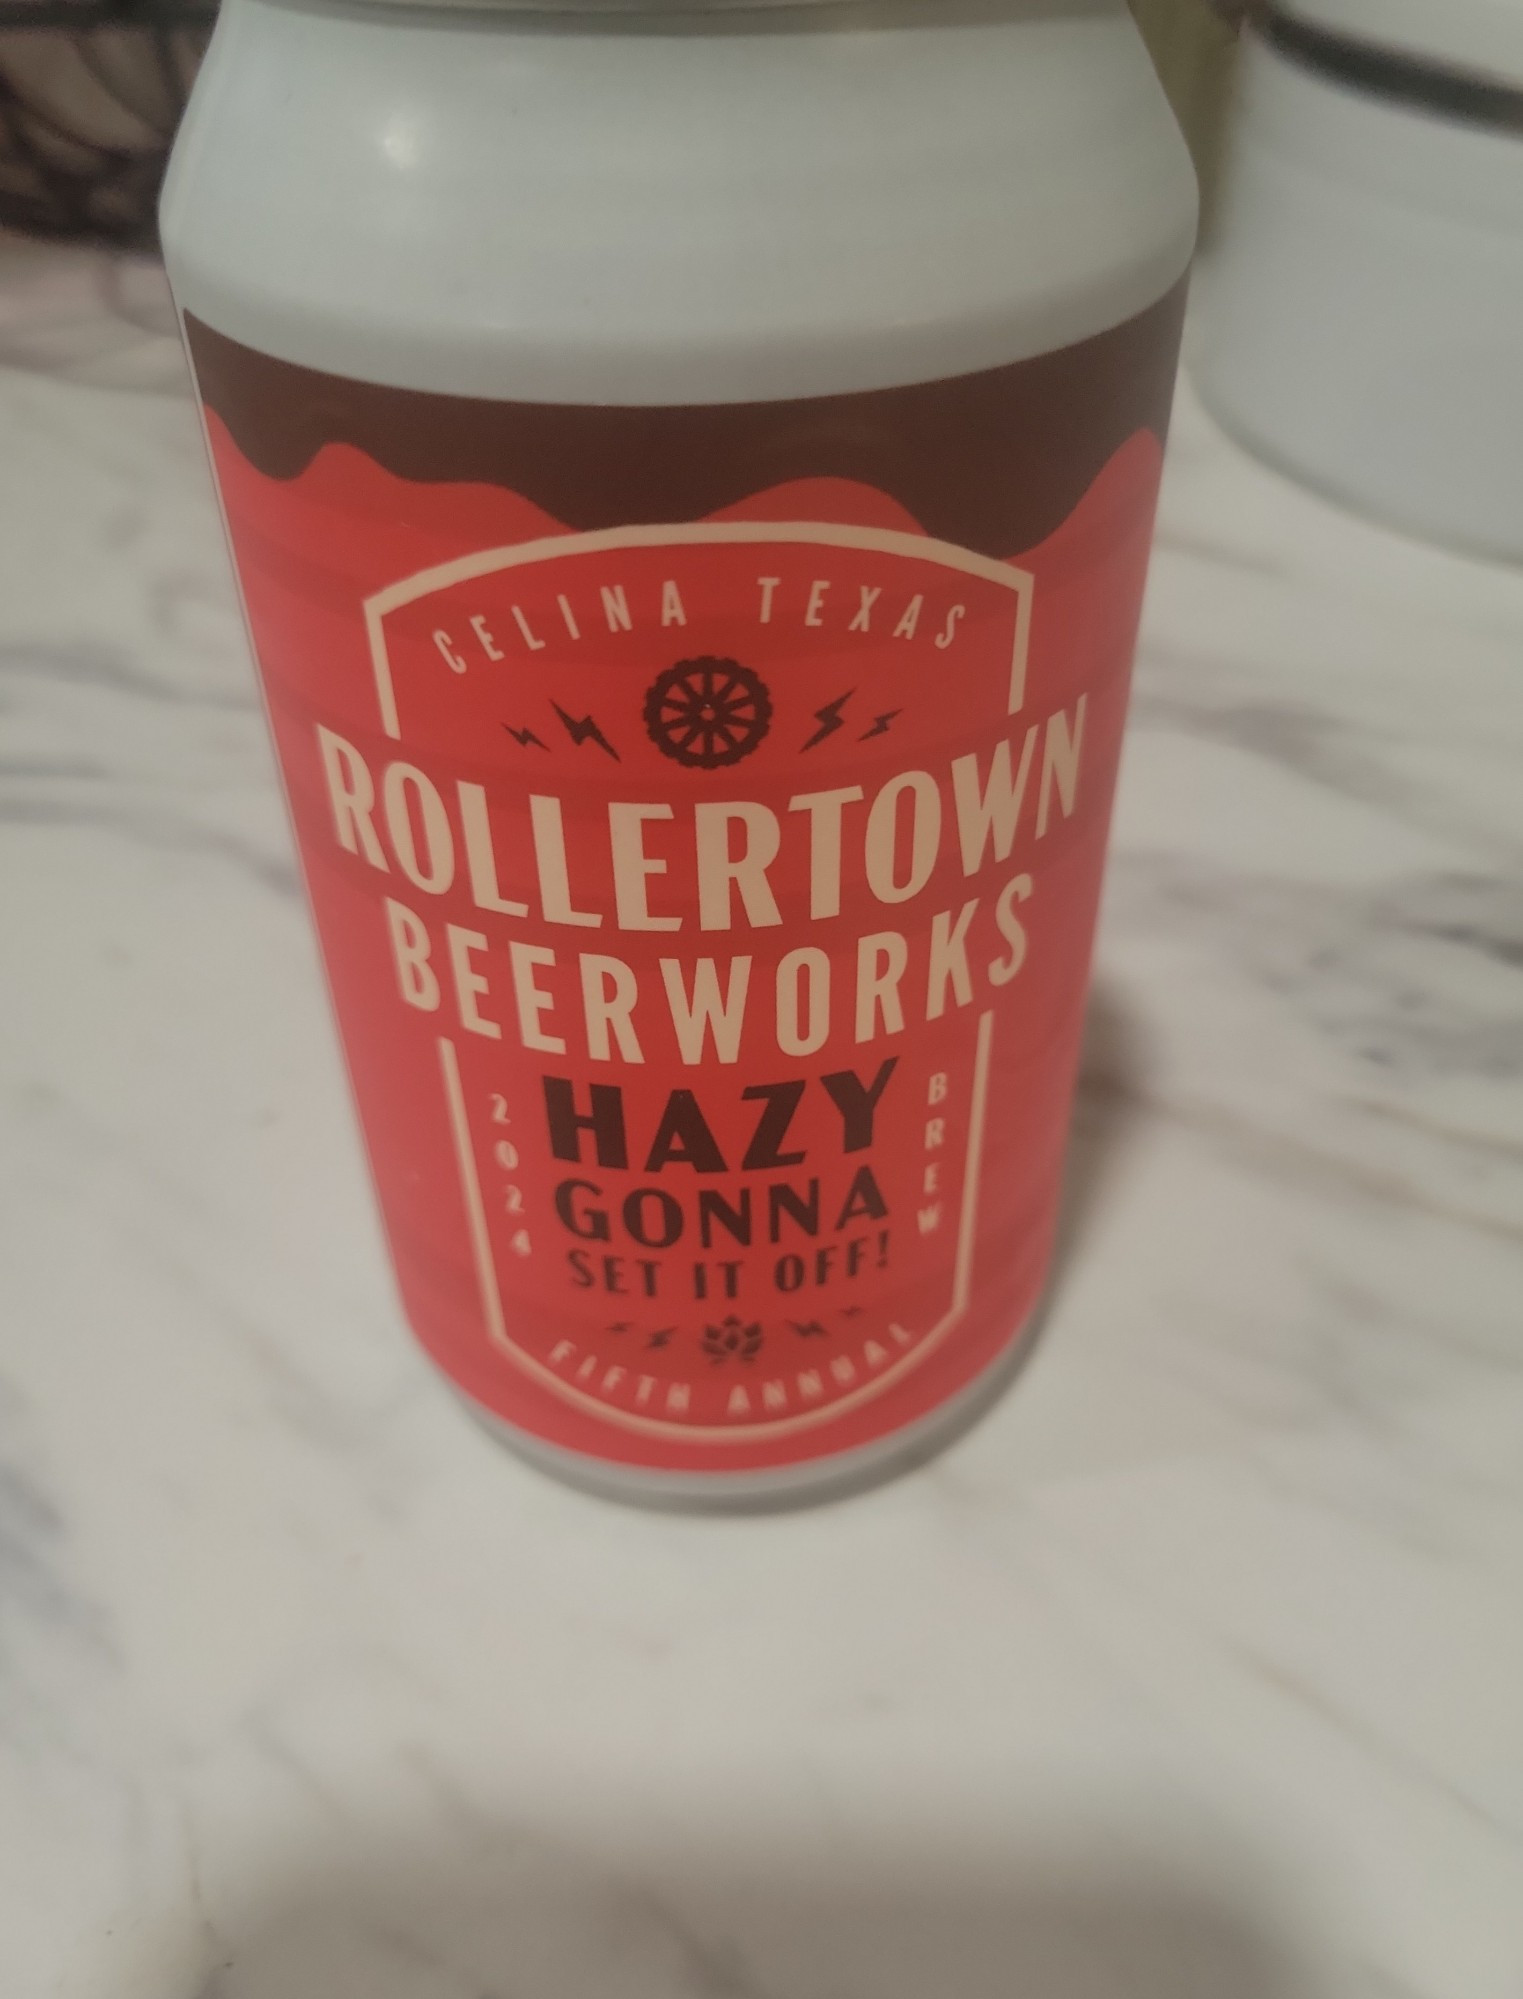 CELINA TEXAS
ROLLERTOWN
BEERWORKS
HAZY
GONNA
SET IT OFF!
2024
BREW
FIFTH ANNUAL